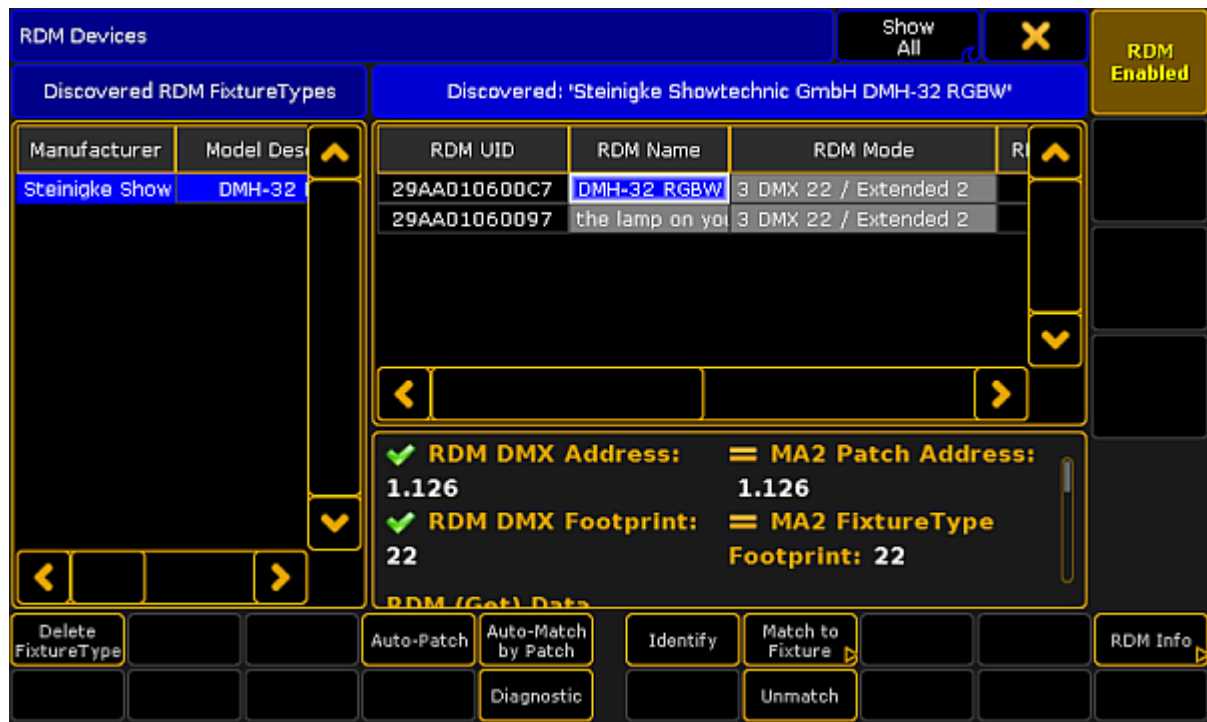 RDM Devices
Show All
RDM Enabled
Discovered RDM FixtureTypes
Discovered: 'Steinigke Showtechnic GmbH DMH-32 RGBW'
Manufacturer Model
RDM UID RDM Name RDM Mode
Steinigke Show DMH-32
29AA010600C7 DMH-32 RGBW 3 DMX 22 / Extended 2
29AA01060097 the lamp on 3 DMX 22 / Extended 2
RDM DMX Address: = MA2 Patch Address:
1.126 1.126
RDM DMX Footprint: = MA2 FixtureType
22 Footprint: 22
RDM (Get) Data
Delete FixtureType
Auto-Patch
Auto-Match by Patch
Identify
Match to Fixture
RDM Info
Diagnostic
Unmatch